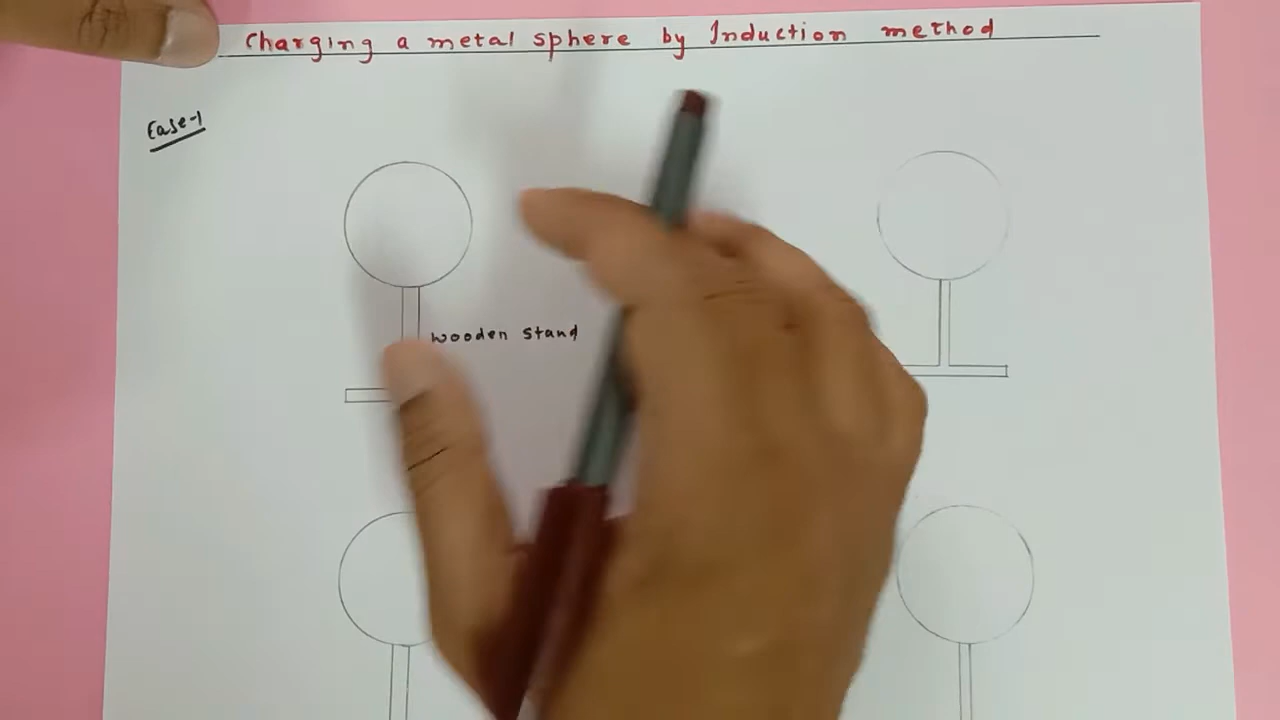 Charging a metal sphere by Induction method
Case-1
wooden stand